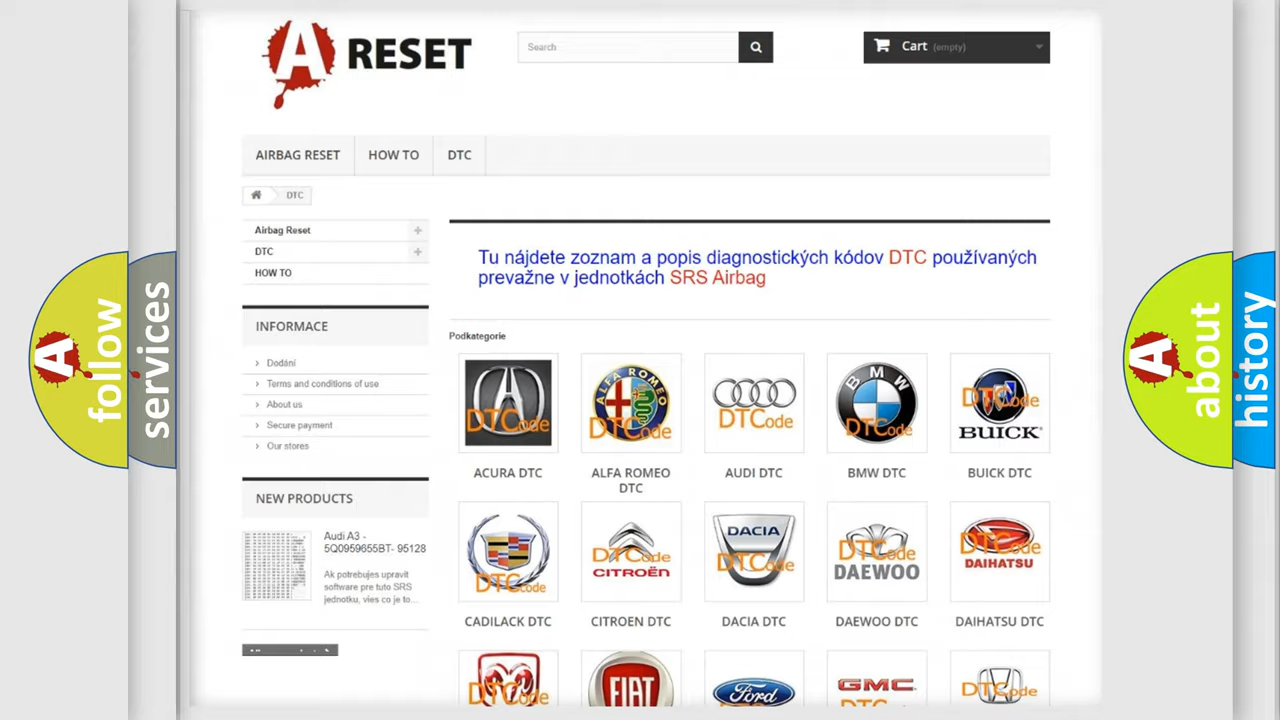 A RESET
Search
Cart (empty)
AIRBAG RESET
HOW TO
DTC
DTC
Airbag Reset
DTC
HOW TO
Tu nájdete zoznam a popis diagnostických kódov DTC používaných
prevažne v jednotkách SRS Airbag
INFORMACE
Dodání
Terms and conditions of use
About us
Secure payment
Our stores
NEW PRODUCTS
Audi A3 -
5Q0959655BT- 95128
Ak potrebujes upravit
software pre tuto SRS
jednotku, vies co je to...
Podkategorie
DTCode
ALFA ROMEO
DTCode
DTCode
BMW
DTCode
DTCode
BUICK
ACURA DTC
ALFA ROMEO
DTC
AUDI DTC
BMW DTC
BUICK DTC
DTCode
DTCode
CITROËN
DACIA
DTCode
DTCode
DAEWOO
DTCode
DAIHATSU
CADILACK DTC
CITROEN DTC
DACIA DTC
DAEWOO DTC
DAIHATSU DTC
DTCode
FIAT
Ford
GMC
DTCode
A follow
services
A about
history